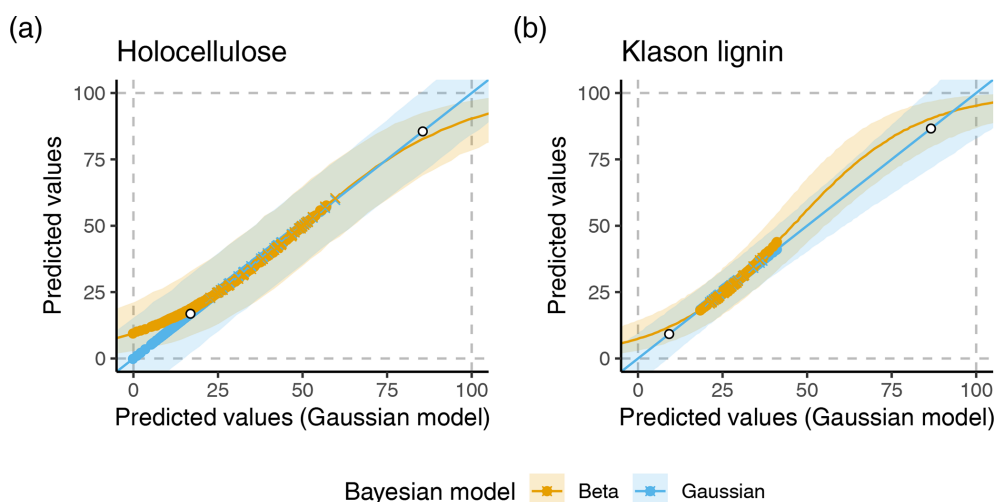 (a)
Holocellulose
Predicted values
100
75
50
25
0
0 25 50 75 100
Predicted values (Gaussian model)
(b)
Klason lignin
Predicted values
100
75
50
25
0
0 25 50 75 100
Predicted values (Gaussian model)
Bayesian model Beta Gaussian